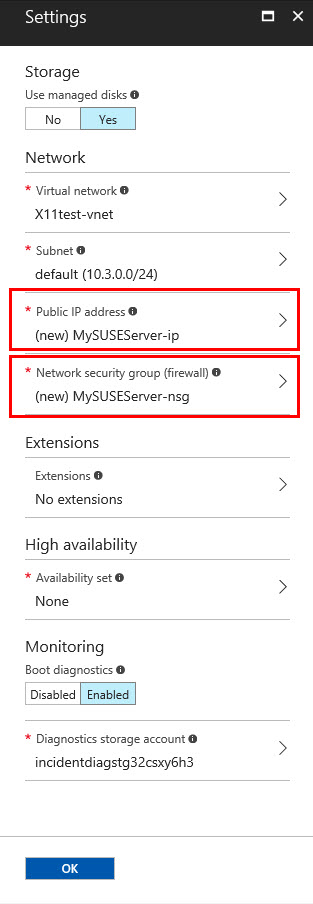 Settings
Storage
Use managed disks
No
Yes
Network
* Virtual network
X11test-vnet
* Subnet
default (10.3.0.0/24)
* Public IP address
(new) MySUSEServer-ip
* Network security group (firewall)
(new) MySUSEServer-nsg
Extensions
Extensions
No extensions
High availability
* Availability set
None
Monitoring
Boot diagnostics
Disabled
Enabled
* Diagnostics storage account
incidentdiagstg32csxy6h3
OK